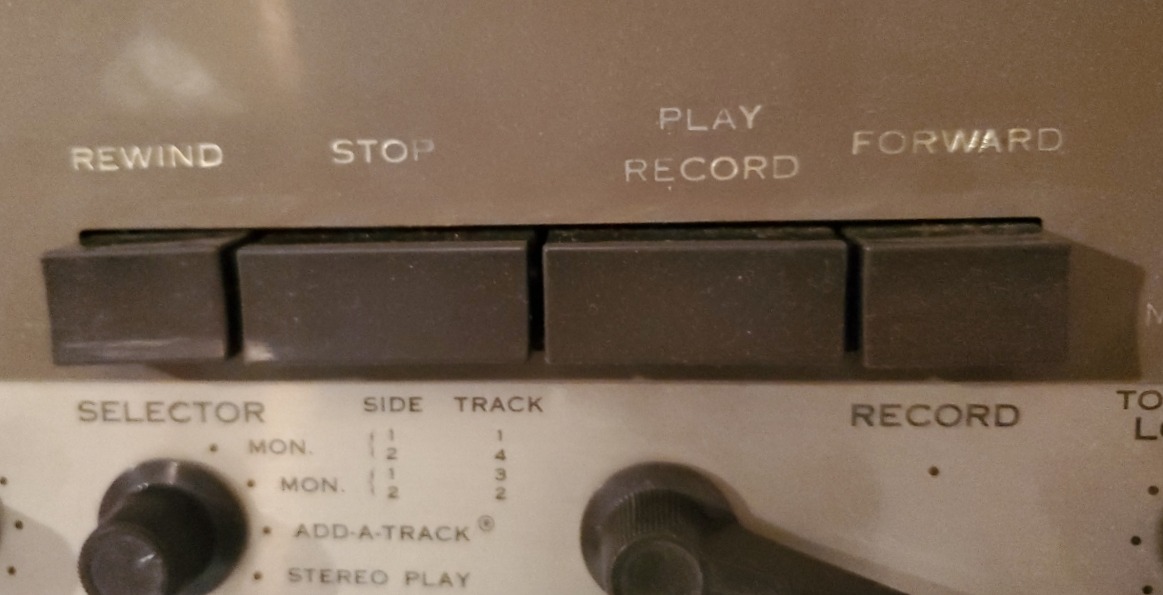 REWIND STOP PLAY RECORD FORWARD
SELECTOR SIDE TRACK RECORD
MON. 1 1
2 4
MON. 1 3
2 2
ADD-A-TRACK®
STEREO PLAY